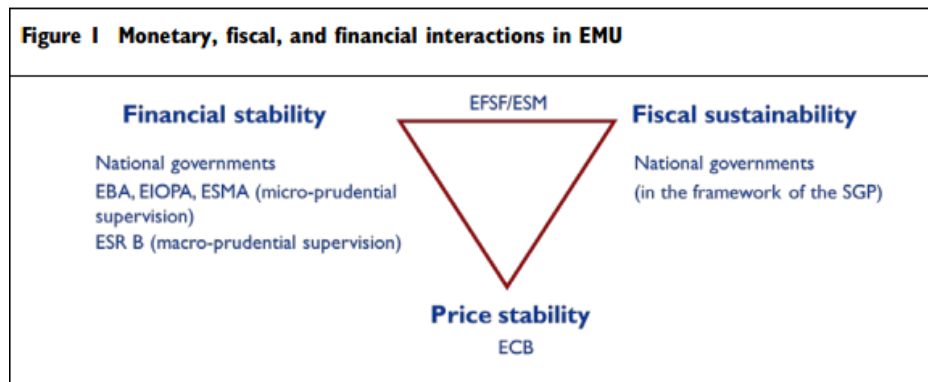 Figure 1 Monetary, fiscal, and financial interactions in EMU
EFSF/ESM
Financial stability
National governments
EBA, EIOPA, ESMA (micro-prudential
supervision)
ESR B (macro-prudential supervision)
Fiscal sustainability
National governments
(in the framework of the SGP)
Price stability
ECB